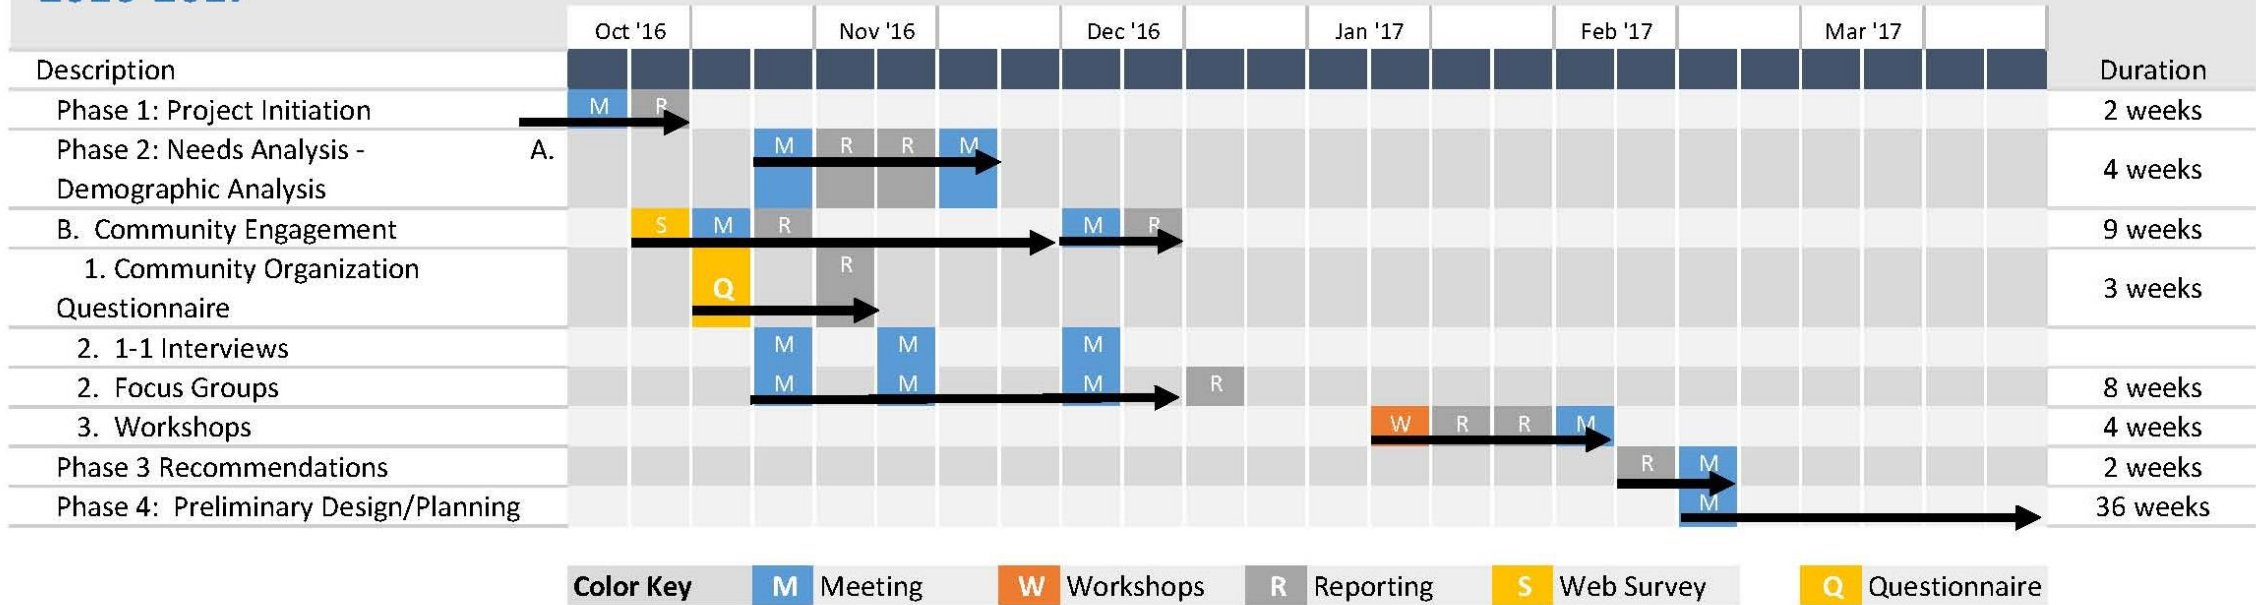 Oct '16 Nov '16 Dec '16 Jan '17 Feb '17 Mar '17
Description Duration
Phase 1: Project Initiation M R 2 weeks
Phase 2: Needs Analysis - A. M R R M
Demographic Analysis 4 weeks
B. Community Engagement S M R M R 9 weeks
1. Community Organization R
Questionnaire Q 3 weeks
2. 1-1 Interviews M M M
2. Focus Groups M M M R 8 weeks
3. Workshops W R R M 4 weeks
Phase 3 Recommendations R M 2 weeks
Phase 4: Preliminary Design/Planning M 36 weeks
Color Key M Meeting W Workshops R Reporting S Web Survey Q Questionnaire